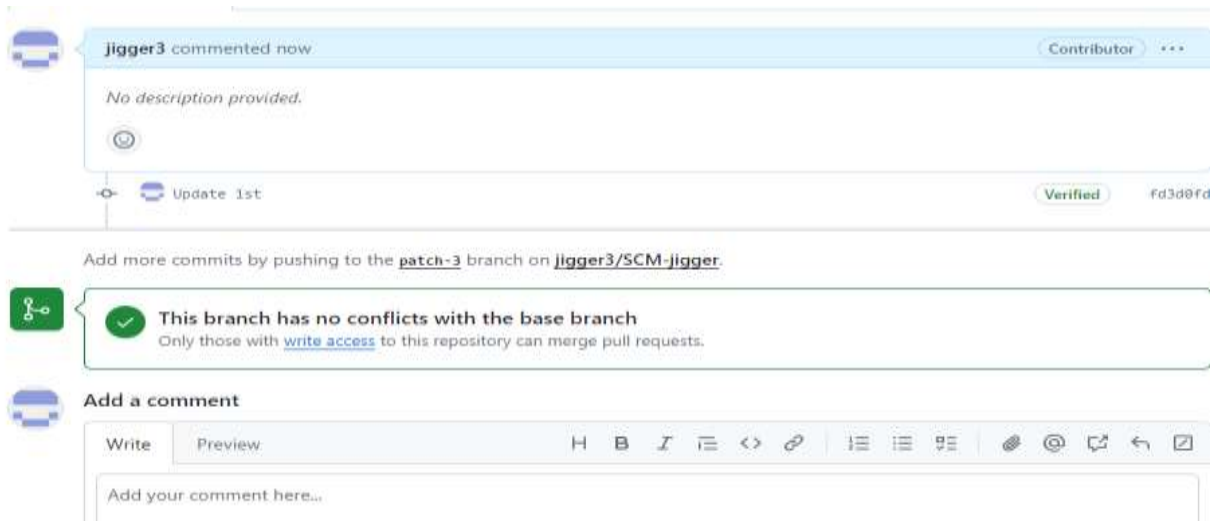 jigger3 commented now Contributor ...
No description provided.
Update 1st Verified fd3d0fd
Add more commits by pushing to the patch-3 branch on jigger3/SCM-jigger.
This branch has no conflicts with the base branch
Only those with write access to this repository can merge pull requests.
Add a comment
Write Preview H B I <> @
Add your comment here...